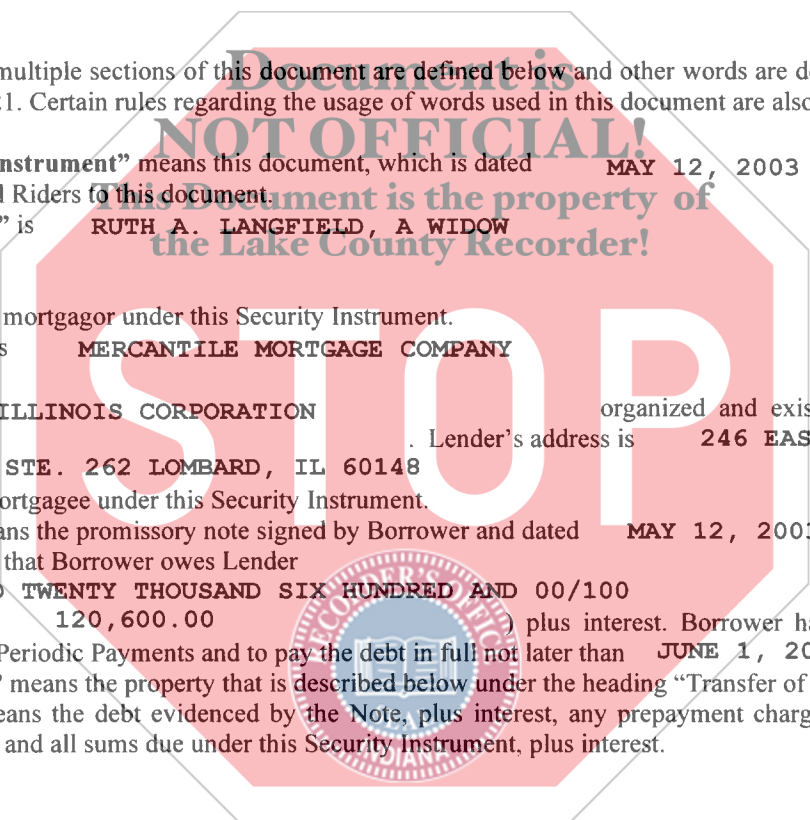 multiple sections of this document are defined below and other words are de
Document is
21. Certain rules regarding the usage of words used in this document are also
NOT OFFICIAL!
nstrument” means this document, which is dated MAY 12, 2003
l Riders to this document.
This Document is the property of
” is RUTH A. LANGFIELD, A WIDOW
the Lake County Recorder!
mortgagor under this Security Instrument.
s MERCANTILE MORTGAGE COMPANY
STOP
ILLINOIS CORPORATION organized and exis
. Lender's address is 246 EAS
STE. 262 LOMBARD, IL 60148
ortgagee under this Security Instrument.
ans the promissory note signed by Borrower and dated MAY 12, 2003
that Borrower owes Lender
D TWENTY THOUSAND SIX HUNDRED AND 00/100
120,600.00 ) plus interest. Borrower ha
Periodic Payments and to pay the debt in full not later than JUNE 1, 20
” means the property that is described below under the heading “Transfer of
eans the debt evidenced by the Note, plus interest, any prepayment charg
and all sums due under this Security Instrument, plus interest.
RECORDER'S OFFICE
SEAL
INDIANA